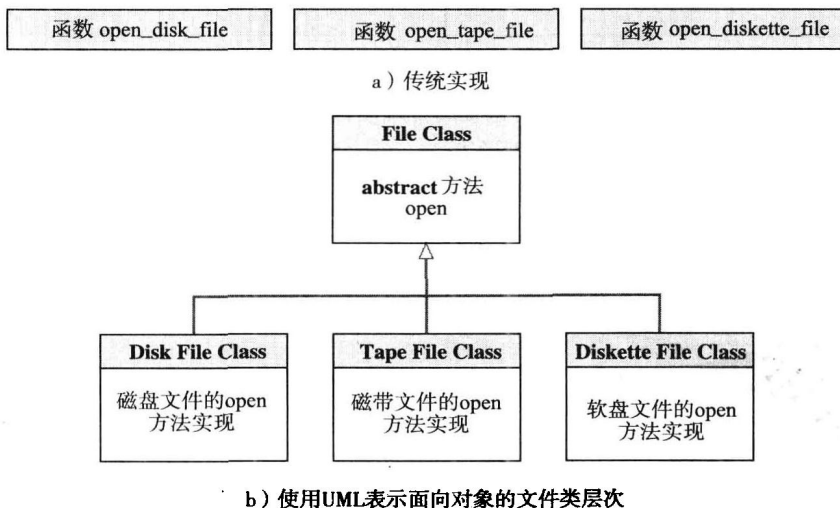 函数 open_disk_file
函数 open_tape_file
函数 open_diskette_file
a）传统实现
File Class
abstract 方法
open
Disk File Class
磁盘文件的open
方法实现
Tape File Class
磁带文件的open
方法实现
Diskette File Class
软盘文件的open
方法实现
b）使用UML表示面向对象的文件类层次